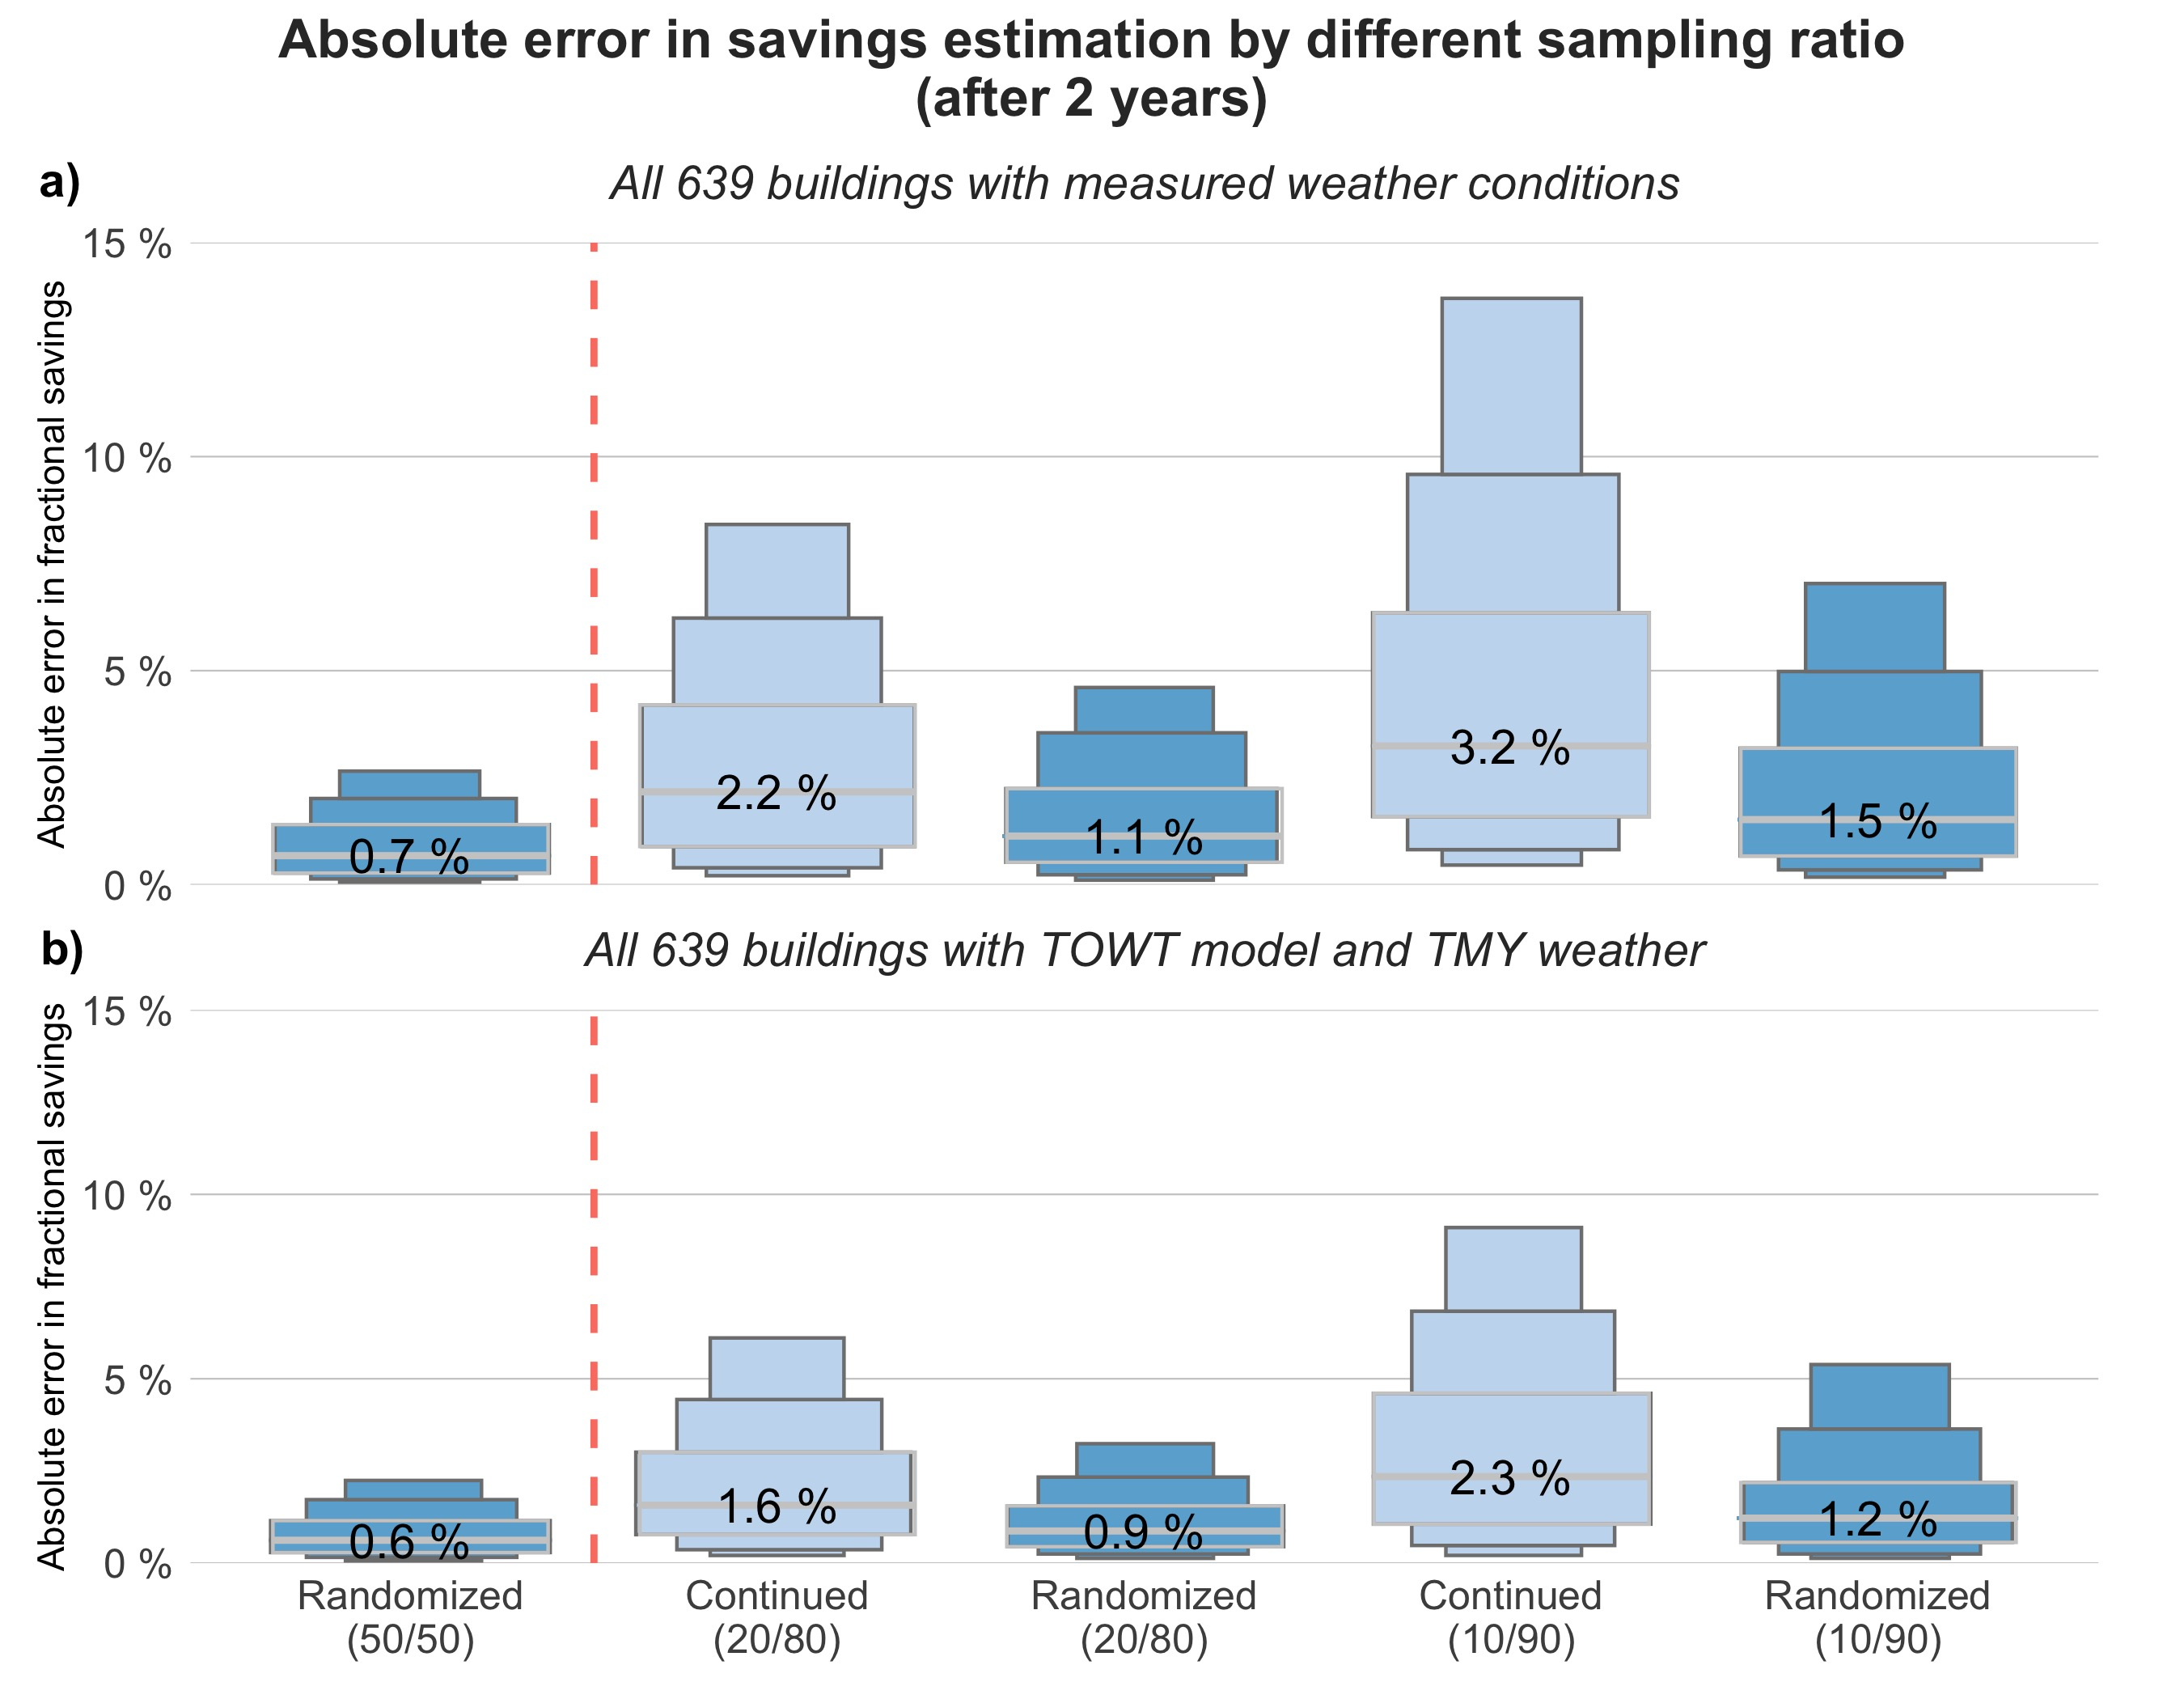 Absolute error in savings estimation by different sampling ratio
(after 2 years)
a)
All 639 buildings with measured weather conditions
Absolute error in fractional savings
15 %
10 %
5 %
0 %
0.7 %
2.2 %
1.1 %
3.2 %
1.5 %
b)
All 639 buildings with TOWT model and TMY weather
Absolute error in fractional savings
15 %
10 %
5 %
0 %
0.6 %
1.6 %
0.9 %
2.3 %
1.2 %
Randomized
(50/50)
Continued
(20/80)
Randomized
(20/80)
Continued
(10/90)
Randomized
(10/90)